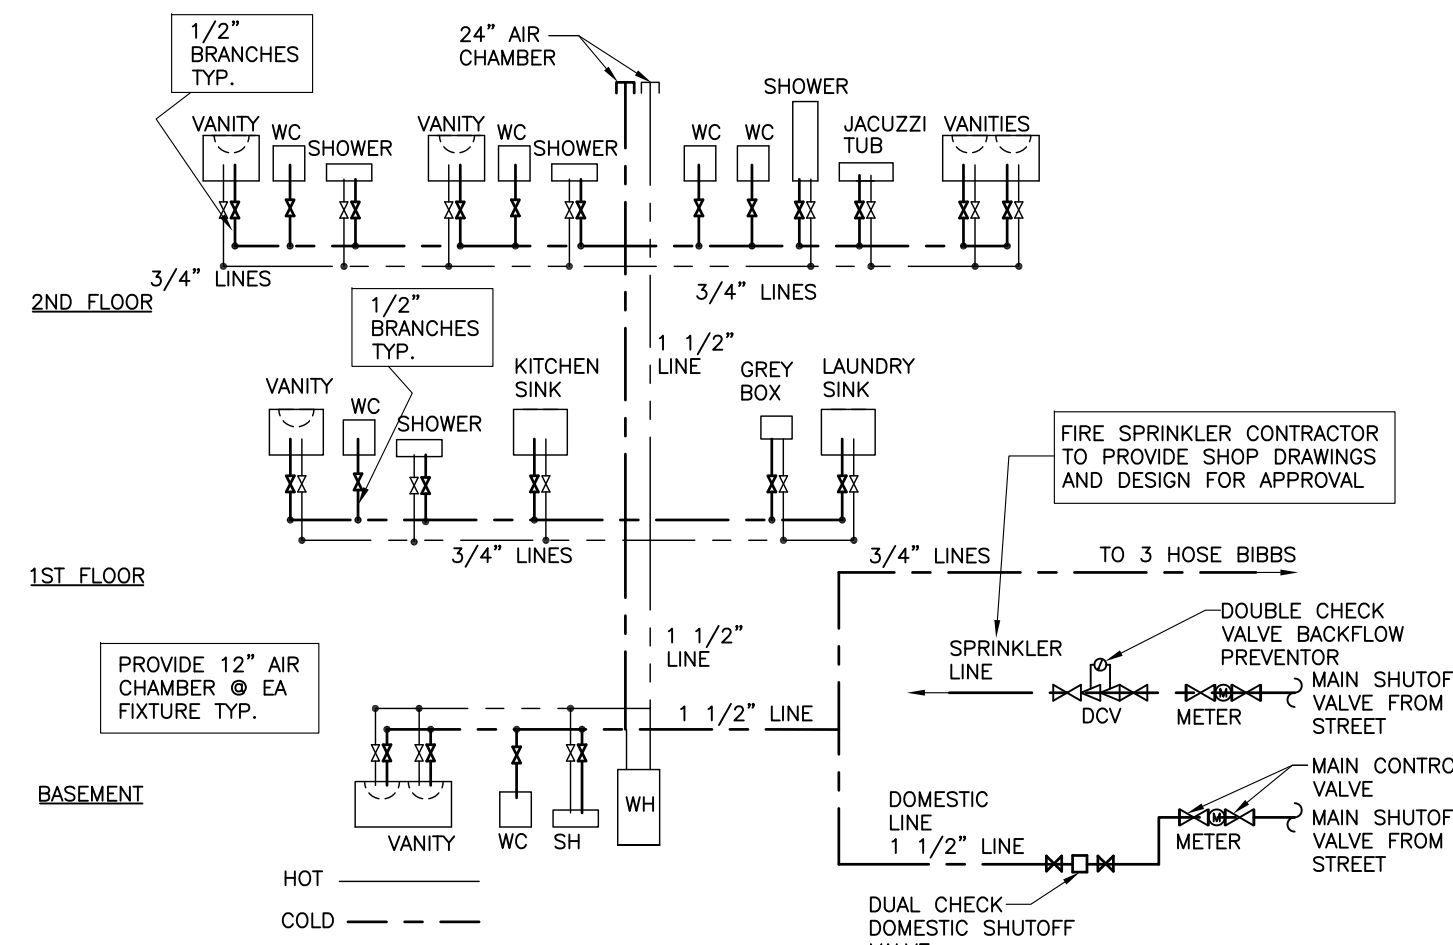 1/2"
BRANCHES
TYP.
24" AIR
CHAMBER
VANITY
WC
SHOWER
VANITY
WC
SHOWER
WC
WC
SHOWER
JACUZZI
TUB
VANITIES
3/4" LINES
3/4" LINES
2ND FLOOR
1/2"
BRANCHES
TYP.
1 1/2"
LINE
VANITY
WC
SHOWER
KITCHEN
SINK
GREY
BOX
LAUNDRY
SINK
3/4" LINES
1ST FLOOR
FIRE SPRINKLER CONTRACTOR
TO PROVIDE SHOP DRAWINGS
AND DESIGN FOR APPROVAL
3/4" LINES
TO 3 HOSE BIBBS
PROVIDE 12" AIR
CHAMBER @ EA
FIXTURE TYP.
1 1/2"
LINE
1 1/2" LINE
SPRINKLER
LINE
DOUBLE CHECK
VALVE BACKFLOW
PREVENTOR
DCV
M
METER
MAIN SHUTOF
VALVE FROM
STREET
BASEMENT
VANITY
WC
SH
WH
DOMESTIC
LINE
1 1/2" LINE
MAIN CONTRO
VALVE
M
METER
MAIN SHUTOF
VALVE FROM
STREET
DUAL CHECK
DOMESTIC SHUTOFF
HOT
COLD